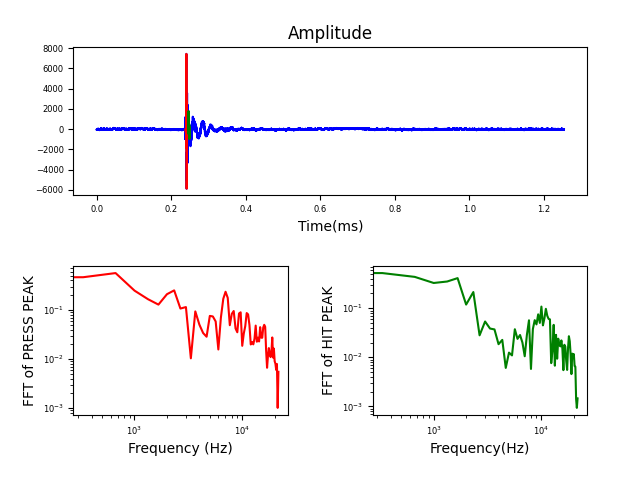 Amplitude
8000
6000
4000
2000
0
−2000
−4000
−6000
0.0 0.2 0.4 0.6 0.8 1.0 1.2
Time(ms)
FFT of PRESS PEAK
10⁻¹
10⁻²
10⁻³
10³ 10⁴
Frequency (Hz)
FFT of HIT PEAK
10⁻¹
10⁻²
10⁻³
10³ 10⁴
Frequency(Hz)